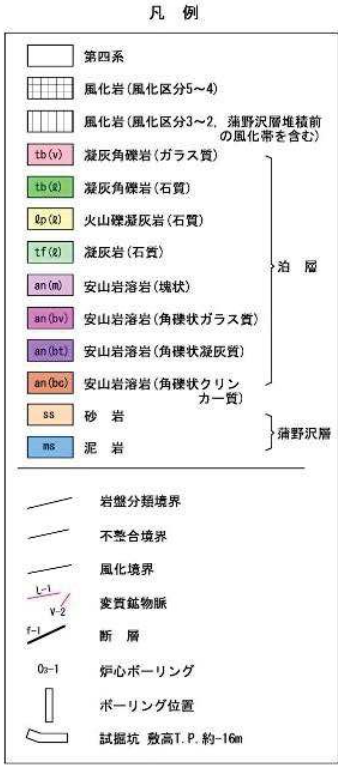 凡 例
第四系
風化岩(風化区分5～4)
風化岩(風化区分3～2, 蒲野沢層堆積前
の風化帯を含む)
tb(v) 凝灰角礫岩(ガラス質)
tb(ℓ) 凝灰角礫岩(石質)
ℓp(ℓ) 火山礫凝灰岩(石質)
tf(ℓ) 凝灰岩(石質)
an(m) 安山岩溶岩(塊状)
an(bv) 安山岩溶岩(角礫状ガラス質)
an(bt) 安山岩溶岩(角礫状凝灰質)
an(bc) 安山岩溶岩(角礫状クリン
カー質)
泊 層
ss 砂 岩
ms 泥 岩
蒲野沢層
岩盤分類境界
不整合境界
風化境界
L-1
V-2
変質鉱物脈
f-1
断 層
O₃-1 炉心ボーリング
ボーリング位置
試掘坑 敷高T.P.約-16m